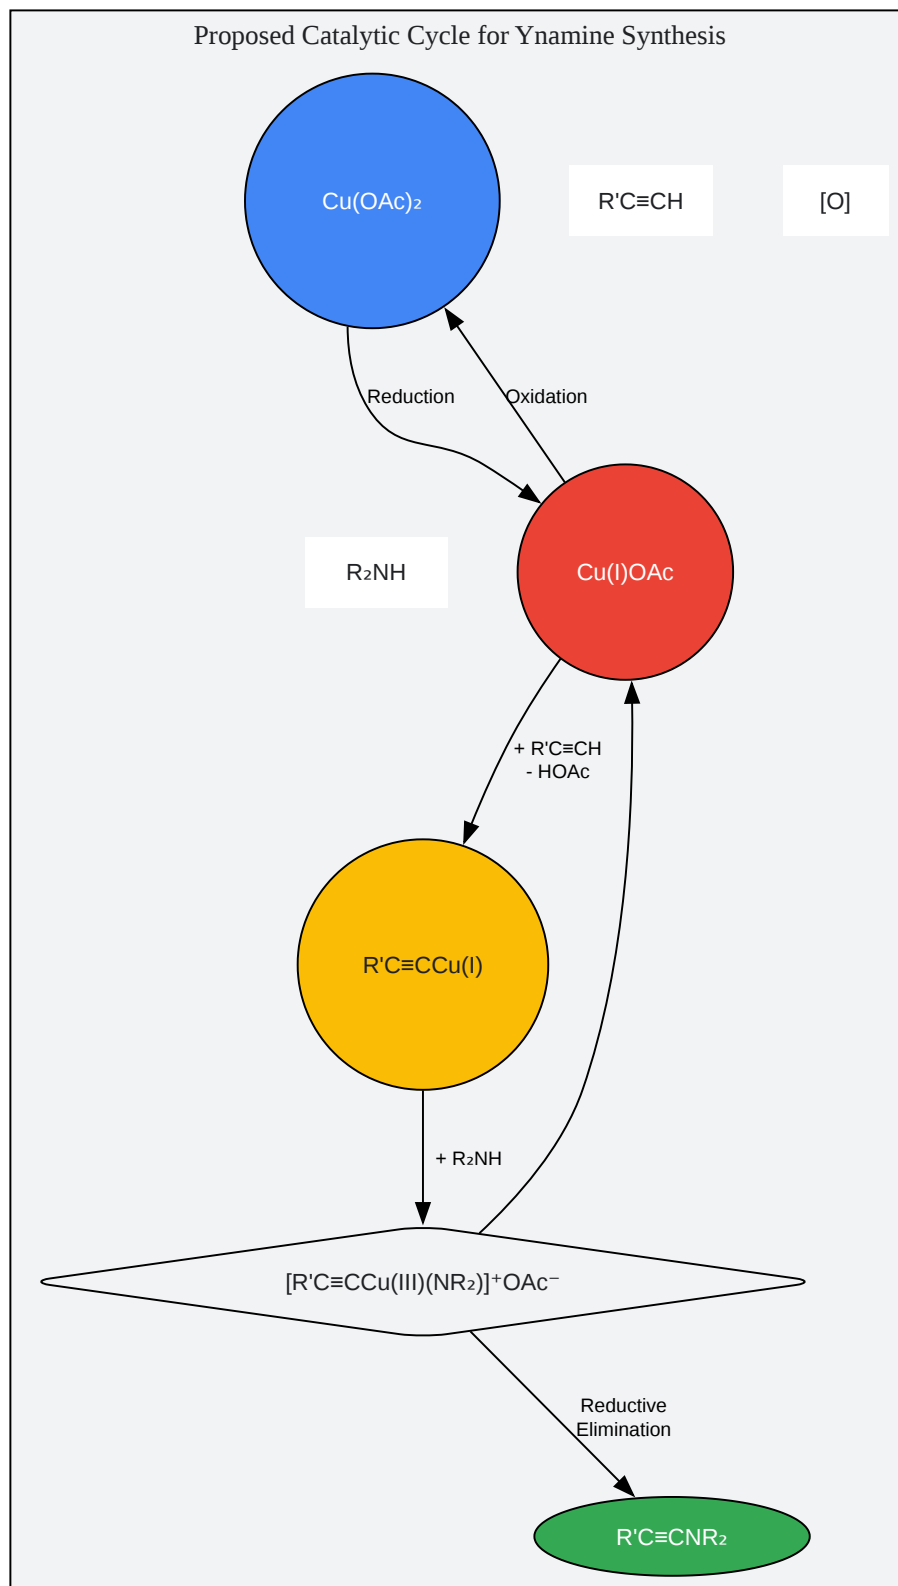 Proposed Catalytic Cycle for Ynamine Synthesis
Cu(OAc)₂
R'C≡CH
[O]
Reduction
Oxidation
R₂NH
Cu(I)OAc
+ R'C≡CH
- HOAc
R'C≡CCu(I)
+ R₂NH
[R'C≡CCu(III)(NR₂)]⁺OAc⁻
Reductive
Elimination
R'C≡CNR₂